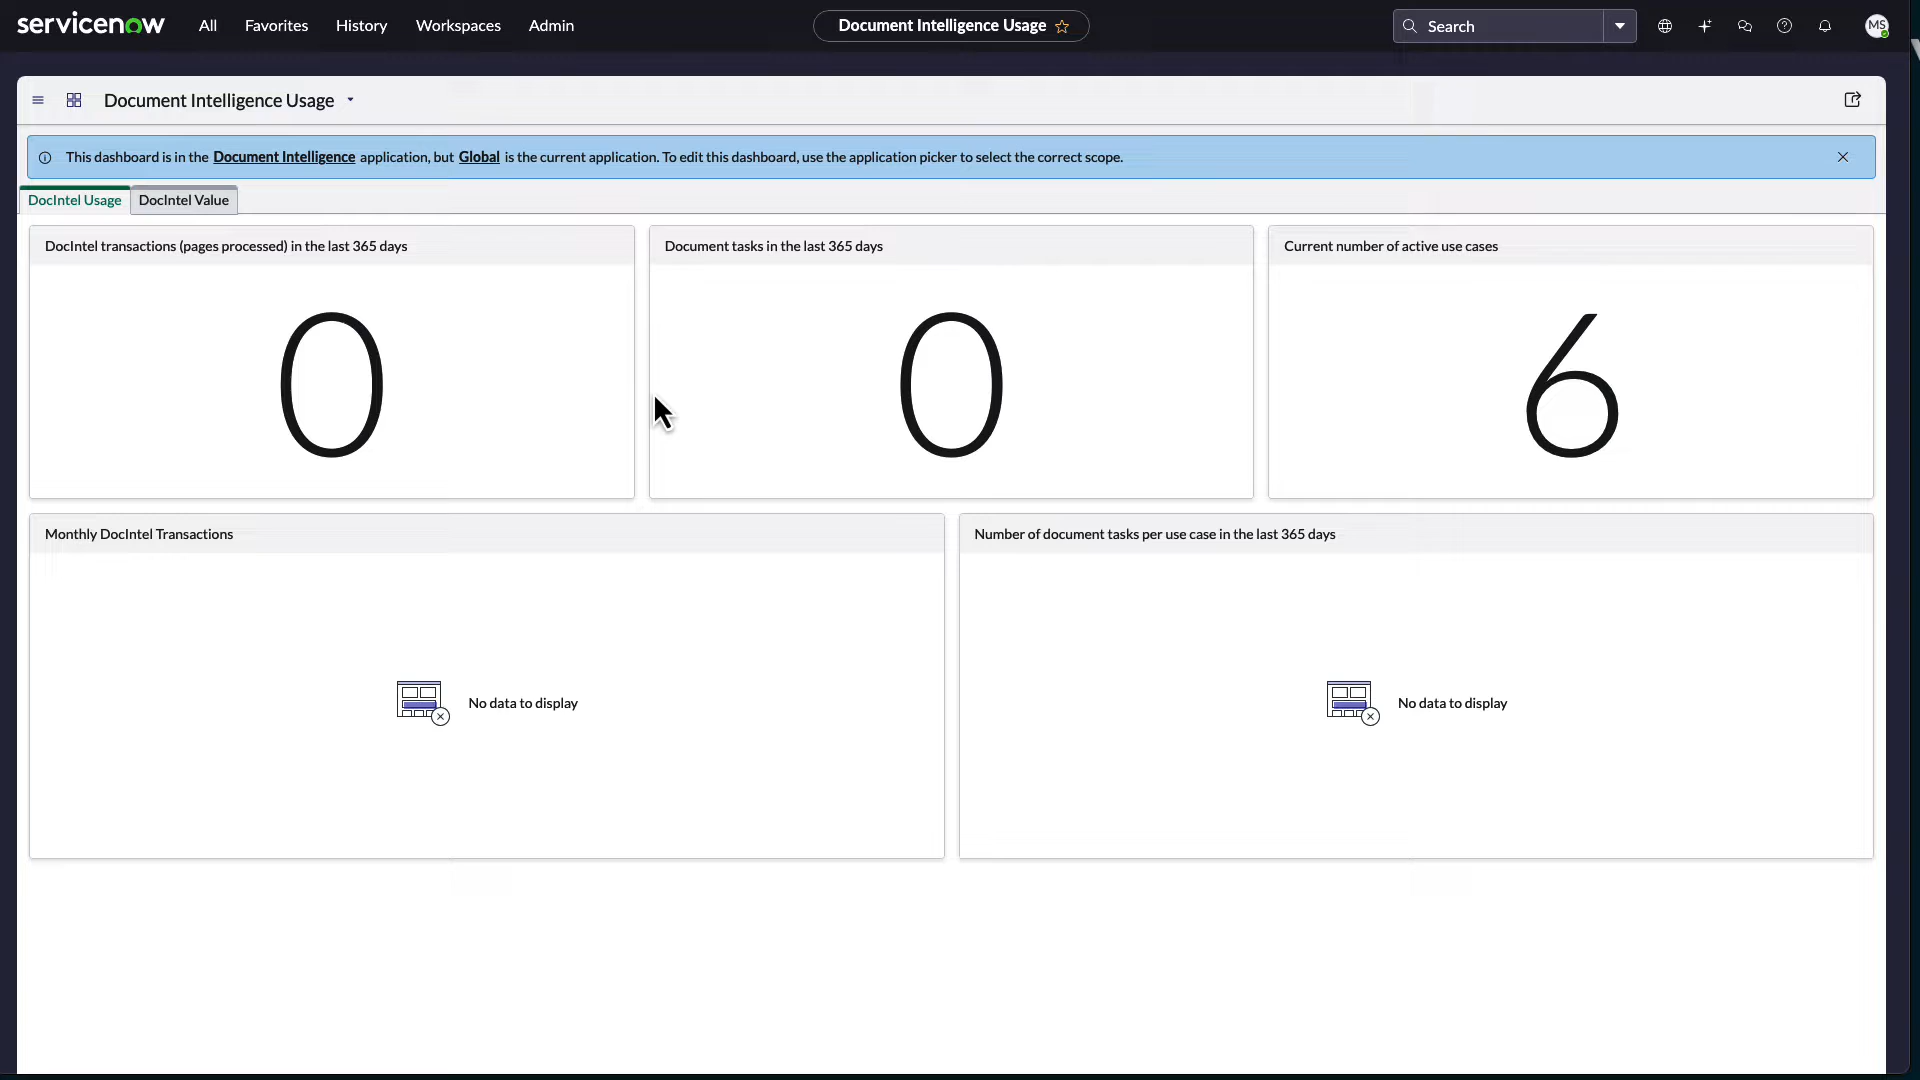 servicenow All Favorites History Workspaces Admin Document Intelligence Usage Search MS
Document Intelligence Usage
This dashboard is in the Document Intelligence application, but Global is the current application. To edit this dashboard, use the application picker to select the correct scope.
DocIntel Usage DocIntel Value
DocIntel transactions (pages processed) in the last 365 days
0
Document tasks in the last 365 days
0
Current number of active use cases
6
Monthly DocIntel Transactions
No data to display
Number of document tasks per use case in the last 365 days
No data to display